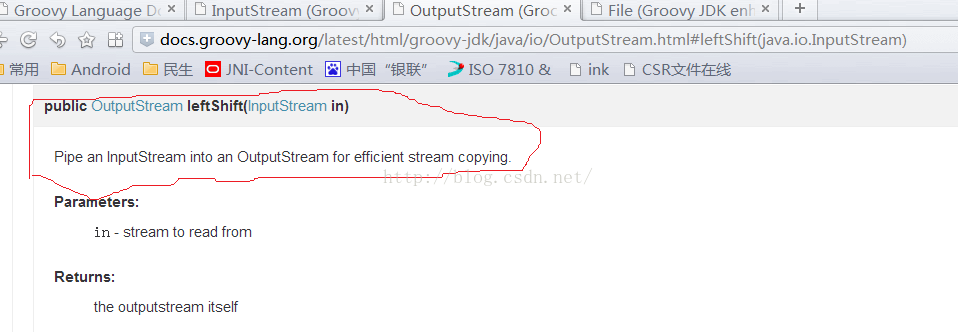 Groovy Language Do
InputStream (Groovy
OutputStream (Groo
File (Groovy JDK enh
docs.groovy-lang.org/latest/html/groovy-jdk/java/io/OutputStream.html#leftShift(java.io.InputStream)
常用 Android 民生 JNI-Content 中国“银联” ISO 7810 & ink CSR文件在线
public OutputStream leftShift(InputStream in)
Pipe an InputStream into an OutputStream for efficient stream copying.
http://blog.csdn.net/
Parameters:
in - stream to read from
Returns:
the outputstream itself